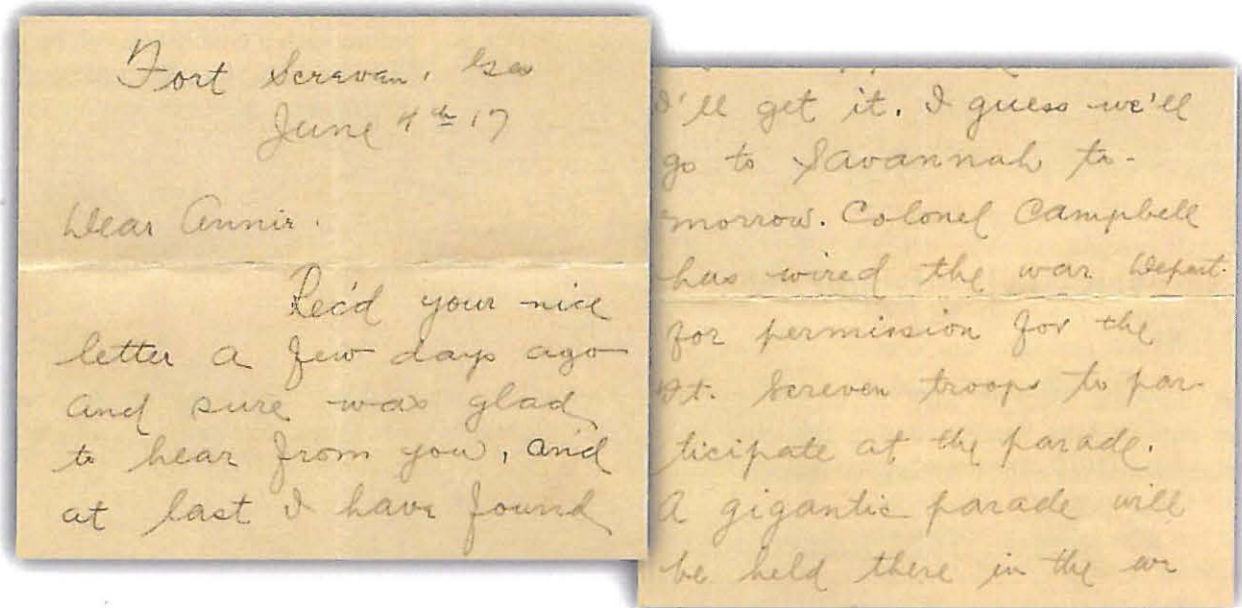 Fort Screven, Ga
June 4th 17
Dear Annie.
Rec'd your nice
letter a few days ago
and sure was glad
to hear from you, and
at last I have found
I'll get it. I guess we'll
go to Savannah to-
morrow. Colonel Campbell
has wired the war Depart.
for permission for the
Ft. Screven troops to par-
ticipate at the parade.
A gigantic parade will
be held there in the